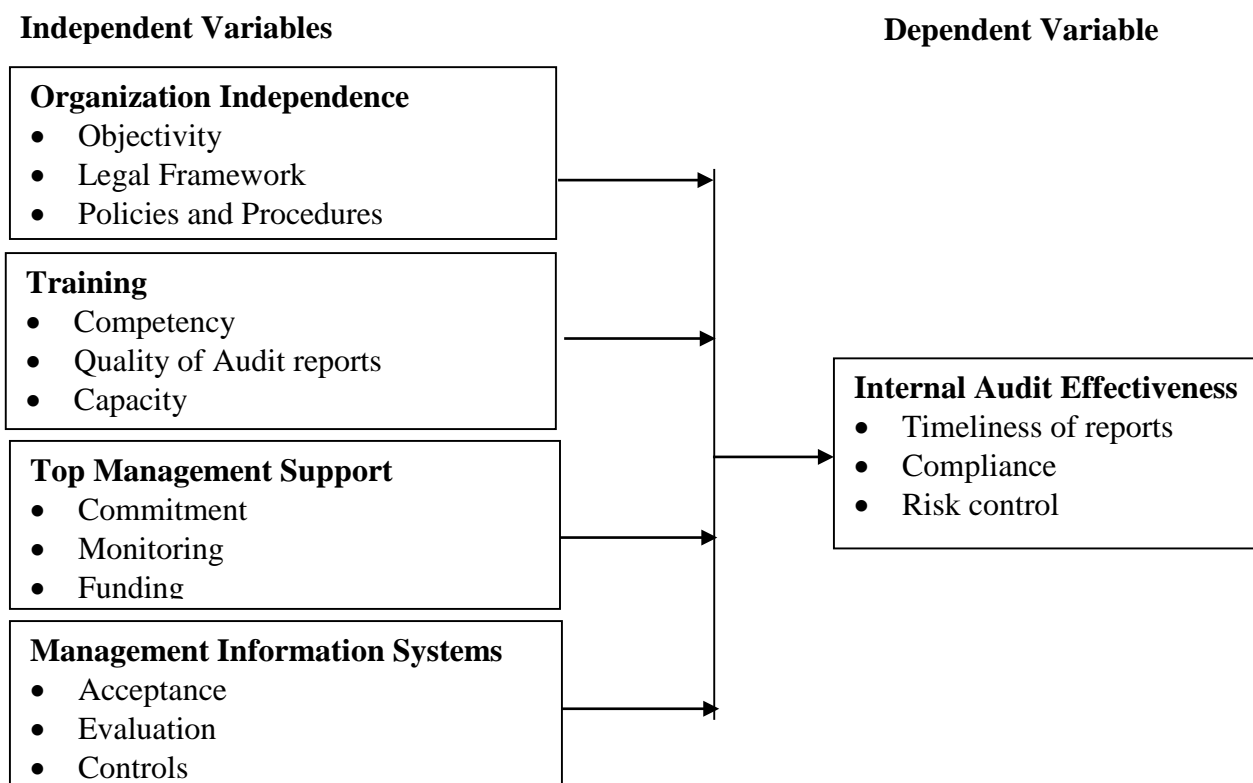 Independent Variables
Dependent Variable
Organization Independence
• Objectivity
• Legal Framework
• Policies and Procedures
Training
• Competency
• Quality of Audit reports
• Capacity
Top Management Support
• Commitment
• Monitoring
• Funding
Management Information Systems
• Acceptance
• Evaluation
• Controls
Internal Audit Effectiveness
• Timeliness of reports
• Compliance
• Risk control